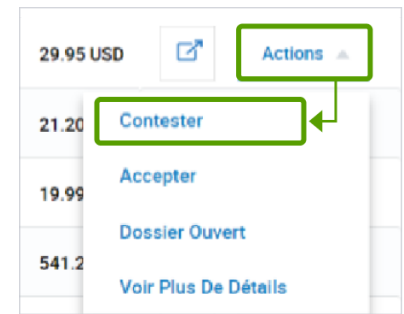 29.95 USD Actions
21.20
Contester
Accepter
19.99
Dossier Ouvert
541.2
Voir Plus De Détails